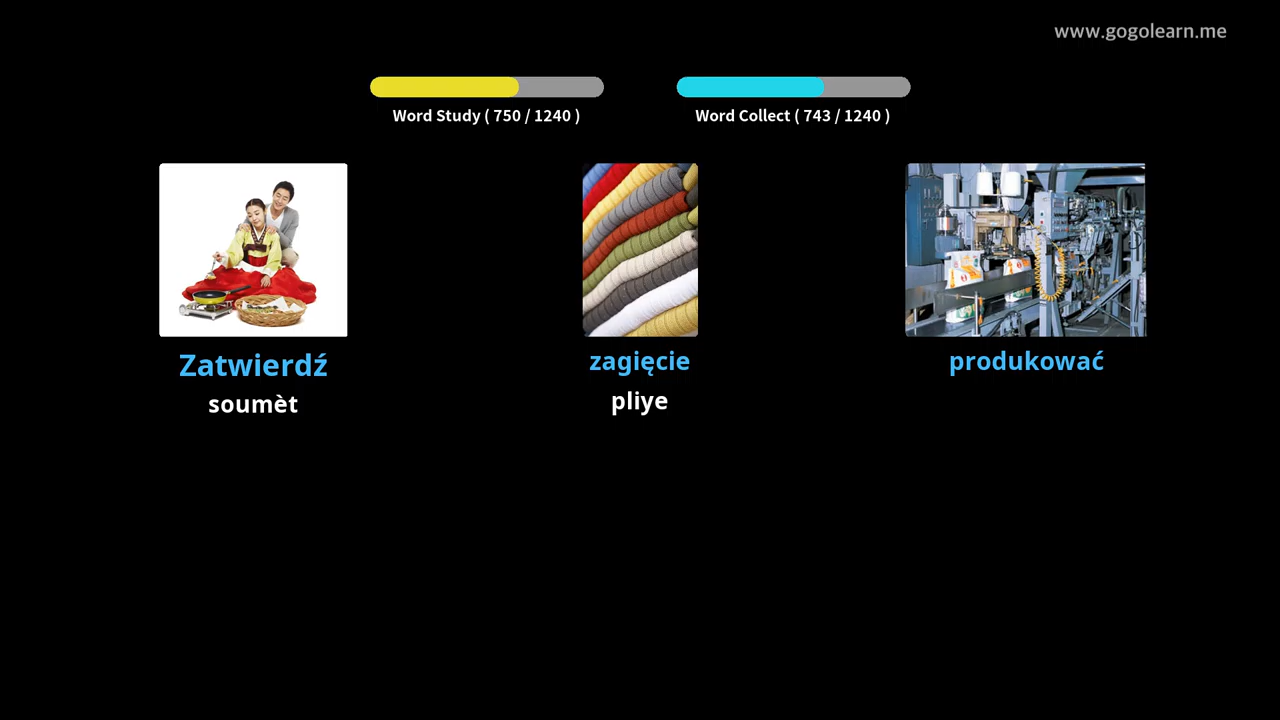 www.gogolearn.me
Word Study ( 750 / 1240 )
Word Collect ( 743 / 1240 )
Zatwierdź
zagięcie
produkować
soumèt
pliye